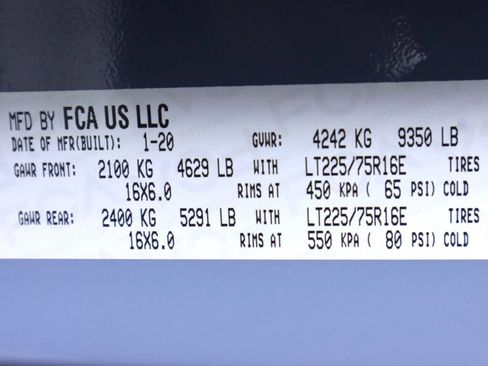 MFD BY FCA US LLC
DATE OF MFR(BUILT): 1-20 GVWR: 4242 KG 9350 LB
GAWR FRONT: 2100 KG 4629 LB WITH LT225/75R16E TIRES
16X6.0 RIMS AT 450 KPA ( 65 PSI) COLD
GAWR REAR: 2400 KG 5291 LB WITH LT225/75R16E TIRES
16X6.0 RIMS AT 550 KPA ( 80 PSI) COLD